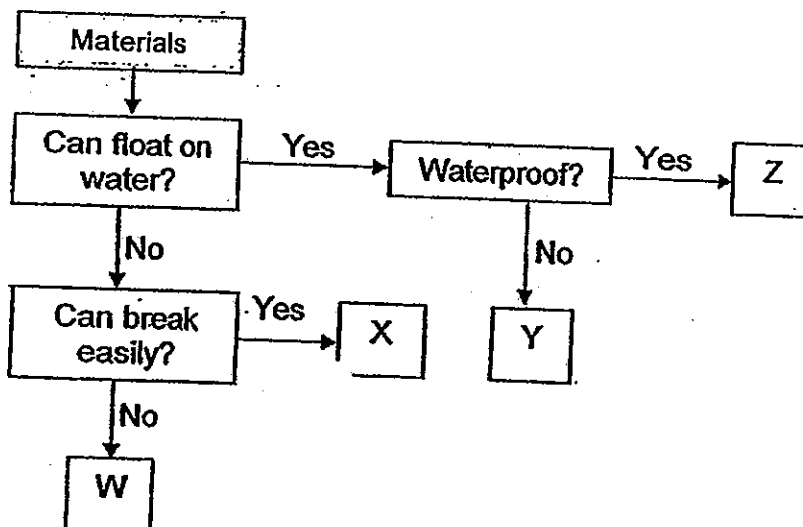 Materials
Can float on
water?
Yes
Waterproof?
Yes
Z
No
No
Can break
easily?
Yes
X
Y
No
W